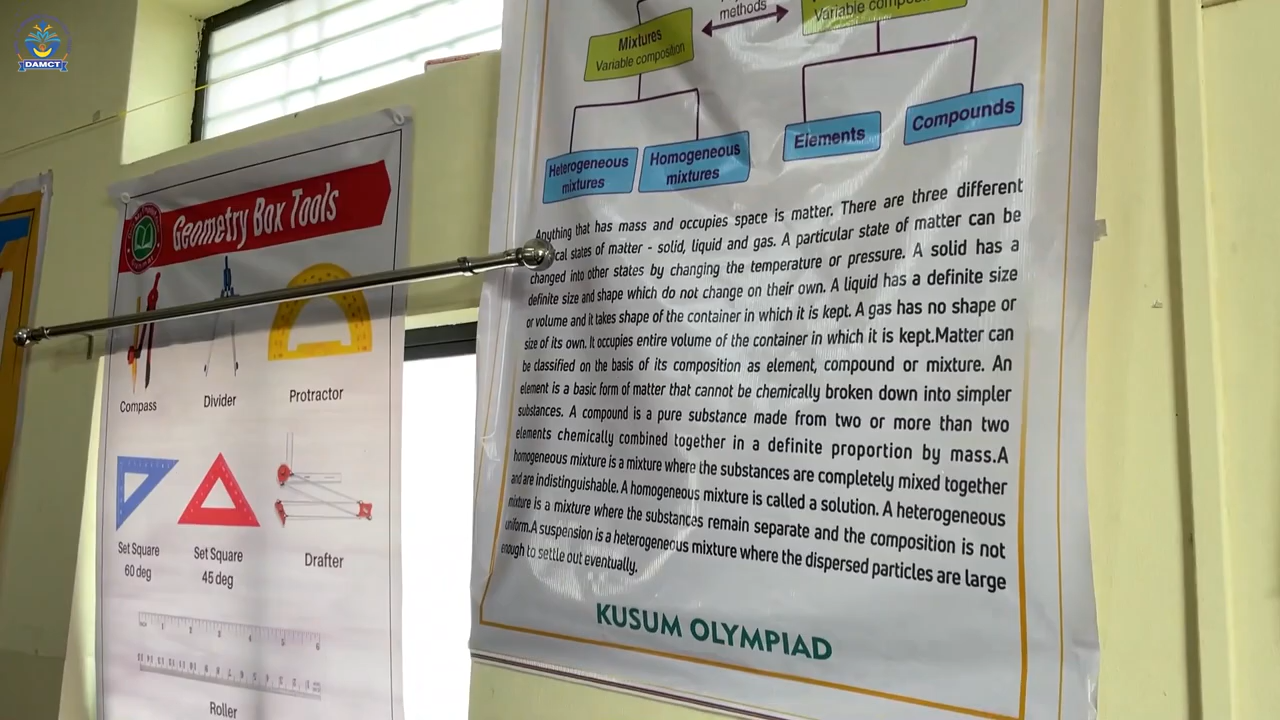 DAMCT
methods
Variable composition
Mixtures
Variable composition
Elements
Compounds
Heterogeneous
mixtures
Homogeneous
mixtures
Anything that has mass and occupies space is matter. There are three different
states of matter - solid, liquid and gas. A particular state of matter can be
changed into other states by changing the temperature or pressure. A solid has a
definite size and shape which do not change on their own. A liquid has a definite size
or volume and it takes shape of the container in which it is kept. A gas has no shape or
size of its own. It occupies entire volume of the container in which it is kept.Matter can
be classified on the basis of its composition as element, compound or mixture. An
element is a basic form of matter that cannot be chemically broken down into simpler
substances. A compound is a pure substance made from two or more than two
elements chemically combined together in a definite proportion by mass.A
homogeneous mixture is a mixture where the substances are completely mixed together
and are indistinguishable. A homogeneous mixture is called a solution. A heterogeneous
mixture is a mixture where the substances remain separate and the composition is not
uniform.A suspension is a heterogeneous mixture where the dispersed particles are large
enough to settle out eventually.
KUSUM OLYMPIAD
Geometry Box Tools
Compass
Divider
Protractor
Set Square
60 deg
Set Square
45 deg
Drafter
Roller